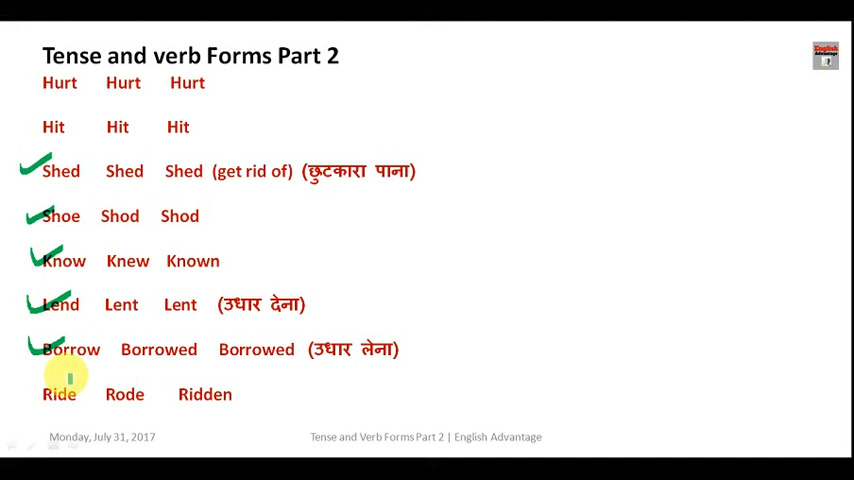 Tense and verb Forms Part 2
English
Advantage
Hurt Hurt Hurt
Hit Hit Hit
Shed Shed Shed (get rid of) (छुटकारा पाना)
Shoe Shod Shod
Know Knew Known
Lend Lent Lent (उधार देना)
Borrow Borrowed Borrowed (उधार लेना)
Ride Rode Ridden
Monday, July 31, 2017 Tense and Verb Forms Part 2 | English Advantage